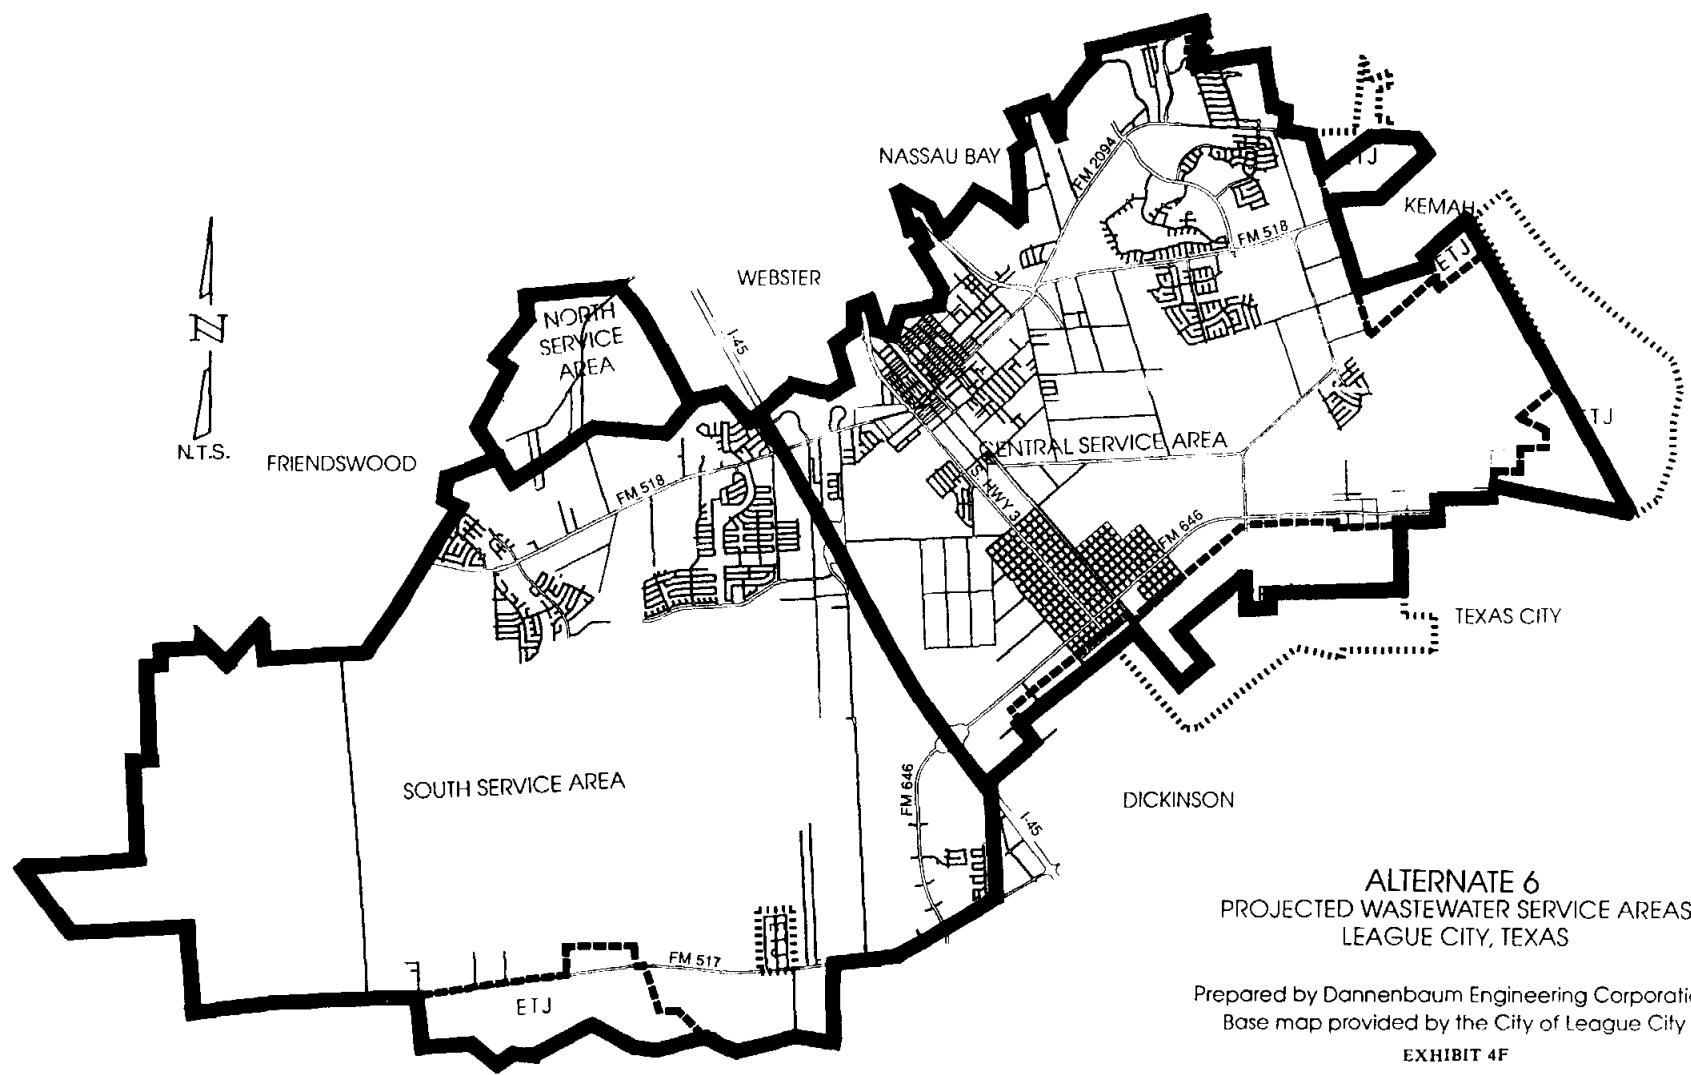 NASSAU BAY
FM 2094
TJ
KEMAH
FM 518
ETJ
WEBSTER
NORTH
SERVICE
AREA
I-45
N
N.T.S.
FRIENDSWOOD
CENTRAL SERVICE AREA
TJ
FM 518
HWY 3
FM 646
TEXAS CITY
SOUTH SERVICE AREA
FM 646
DICKINSON
I-45
ALTERNATE 6
PROJECTED WASTEWATER SERVICE AREAS
LEAGUE CITY, TEXAS
FM 517
ETJ
Prepared by Dannenbaum Engineering Corporati
Base map provided by the City of League City
EXHIBIT 4F